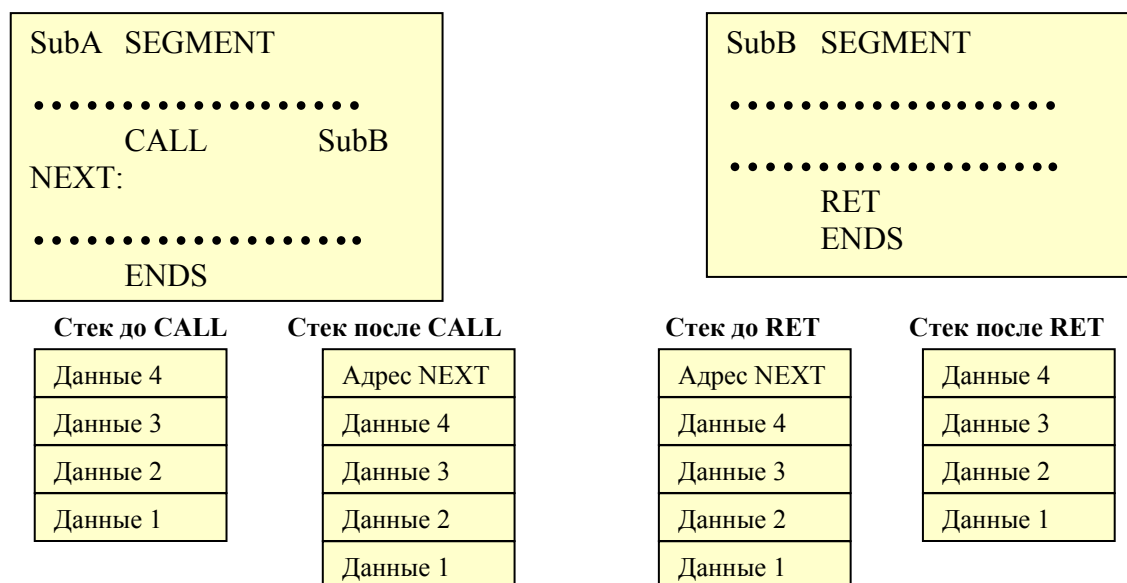 SubA SEGMENT
...................
CALL SubB
NEXT:
...................
ENDS
SubB SEGMENT
...................
...................
RET
ENDS
Стек до CALL
Данные 4
Данные 3
Данные 2
Данные 1
Стек после CALL
Адрес NEXT
Данные 4
Данные 3
Данные 2
Данные 1
Стек до RET
Адрес NEXT
Данные 4
Данные 3
Данные 2
Данные 1
Стек после RET
Данные 4
Данные 3
Данные 2
Данные 1